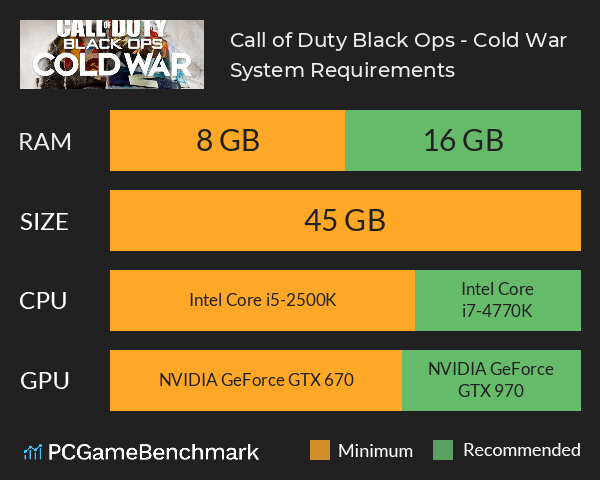 CALL OF DUTY
BLACK OPS
COLD WAR
Call of Duty Black Ops - Cold War
System Requirements
RAM
8 GB
16 GB
SIZE
45 GB
CPU
Intel Core i5-2500K
Intel Core
i7-4770K
GPU
NVIDIA GeForce GTX 670
NVIDIA GeForce
GTX 970
PCGameBenchmark
Minimum
Recommended